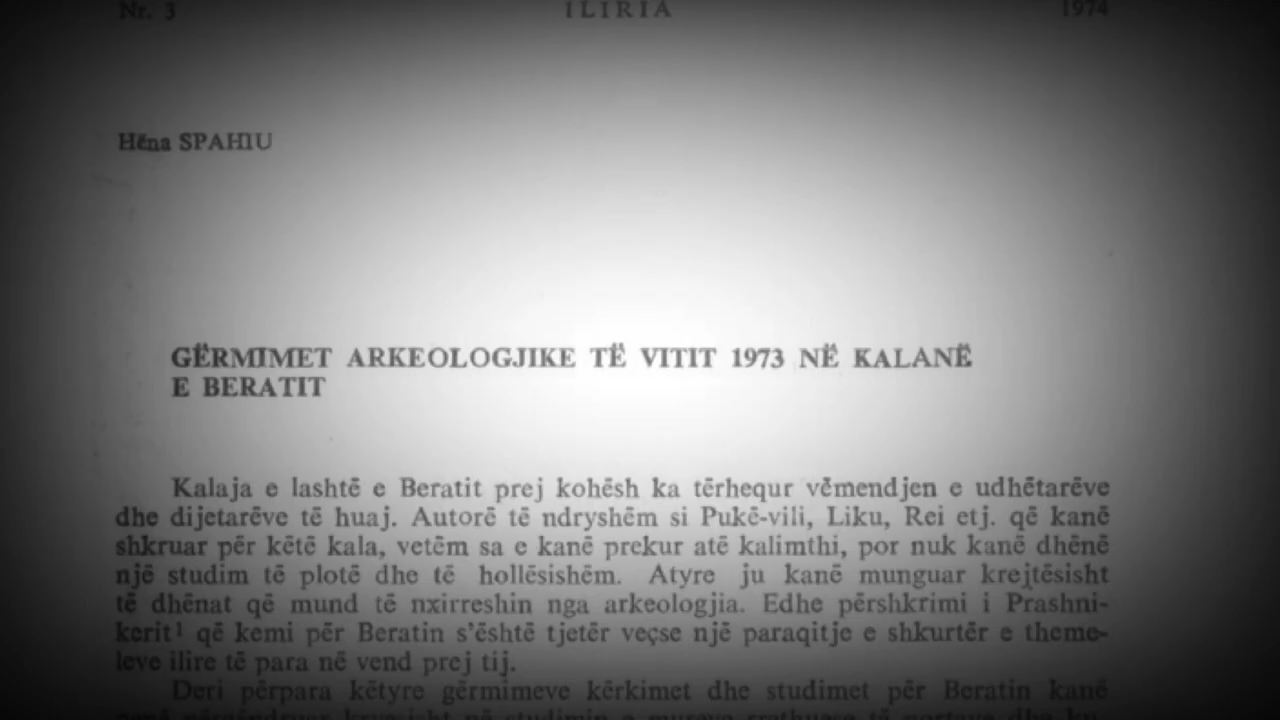 Nr. 3 ILIRIA 1974
Hëna SPAHIU
GËRMIMET ARKEOLOGJIKE TË VITIT 1973 NË KALANË
E BERATIT
Kalaja e lashtë e Beratit prej kohësh ka tërhequr vëmendjen e udhëtarëve
dhe dijetarëve të huaj. Autorë të ndryshëm si Pukë-vili, Liku, Rei etj. që kanë
shkruar për këtë kala, vetëm sa e kanë prekur atë kalimthi, por nuk kanë dhënë
një studim të plotë dhe të hollësishëm. Atyre ju kanë munguar krejtësisht
të dhënat që mund të nxirreshin nga arkeologjia. Edhe përshkrimi i Prashni-
kerit¹ që kemi për Beratin s'është tjetër veçse një paraqitje e shkurtër e theme-
leve ilire të para në vend prej tij.
Deri përpara këtyre gërmimeve kërkimet dhe studimet për Beratin kanë